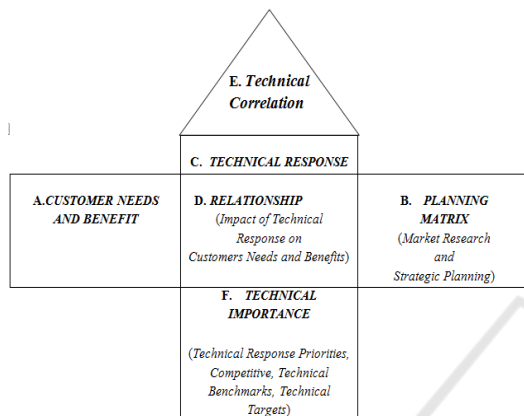 E. Technical
Correlation
C. TECHNICAL RESPONSE
A.CUSTOMER NEEDS
AND BENEFIT
D. RELATIONSHIP
(Impact of Technical
Response on
Customers Needs and Benefits)
B. PLANNING
MATRIX
(Market Research
and
Strategic Planning)
F. TECHNICAL
IMPORTANCE
(Technical Response Priorities,
Competitive, Technical
Benchmarks, Technical
Targets)